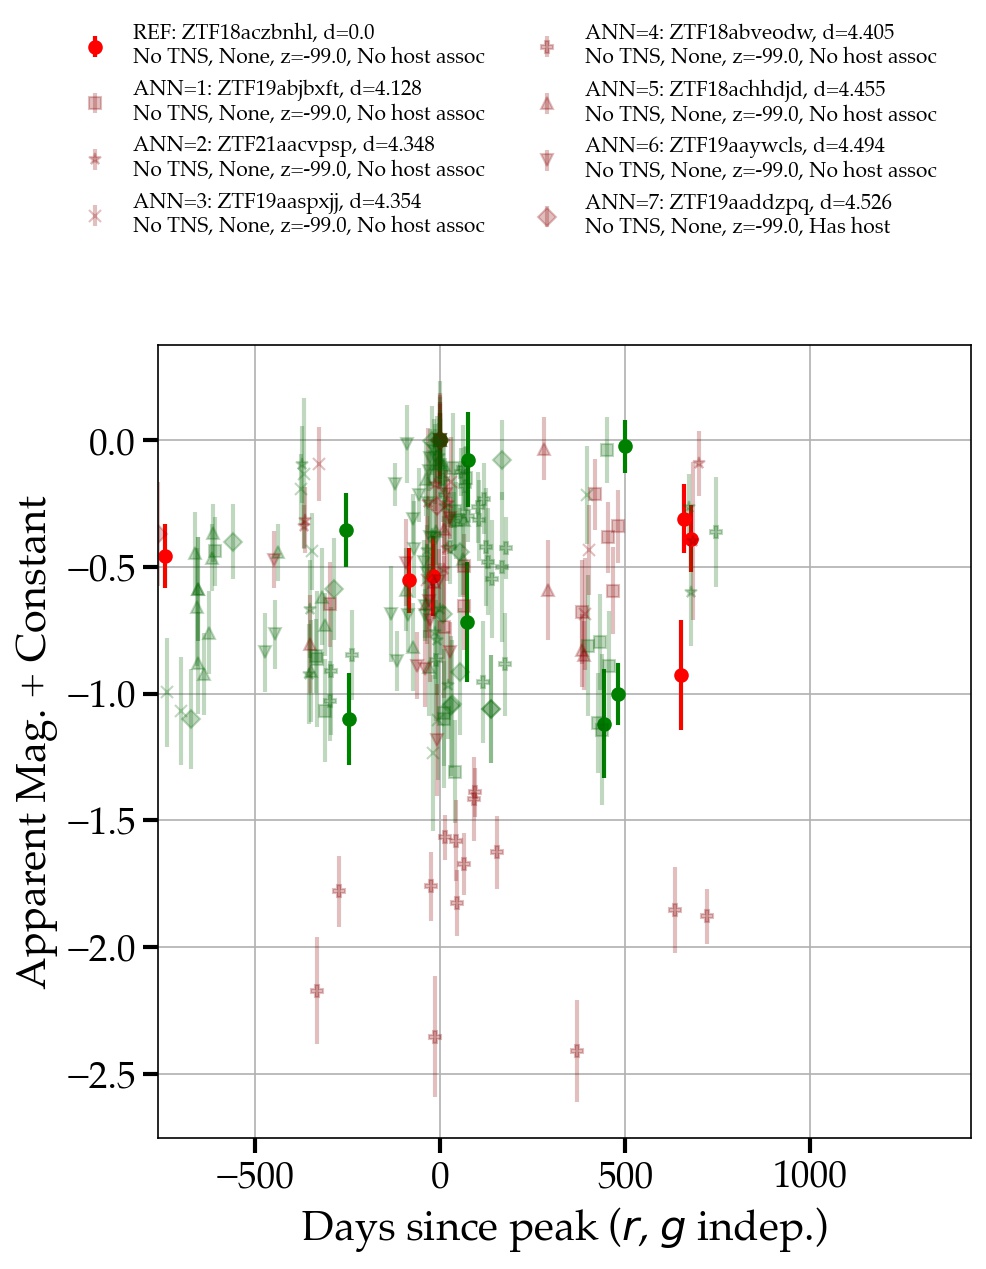 REF: ZTF18aczbnhl, d=0.0
No TNS, None, z=-99.0, No host assoc
ANN=1: ZTF19abjbxft, d=4.128
No TNS, None, z=-99.0, No host assoc
ANN=2: ZTF21aacvpsp, d=4.348
No TNS, None, z=-99.0, No host assoc
ANN=3: ZTF19aaspxjj, d=4.354
No TNS, None, z=-99.0, No host assoc
ANN=4: ZTF18abveodw, d=4.405
No TNS, None, z=-99.0, No host assoc
ANN=5: ZTF18achhdjd, d=4.455
No TNS, None, z=-99.0, No host assoc
ANN=6: ZTF19aaywcls, d=4.494
No TNS, None, z=-99.0, No host assoc
ANN=7: ZTF19aaddzpq, d=4.526
No TNS, None, z=-99.0, Has host
Apparent Mag. + Constant
0.0
−0.5
−1.0
−1.5
−2.0
−2.5
−500
0
500
1000
Days since peak (r, g indep.)